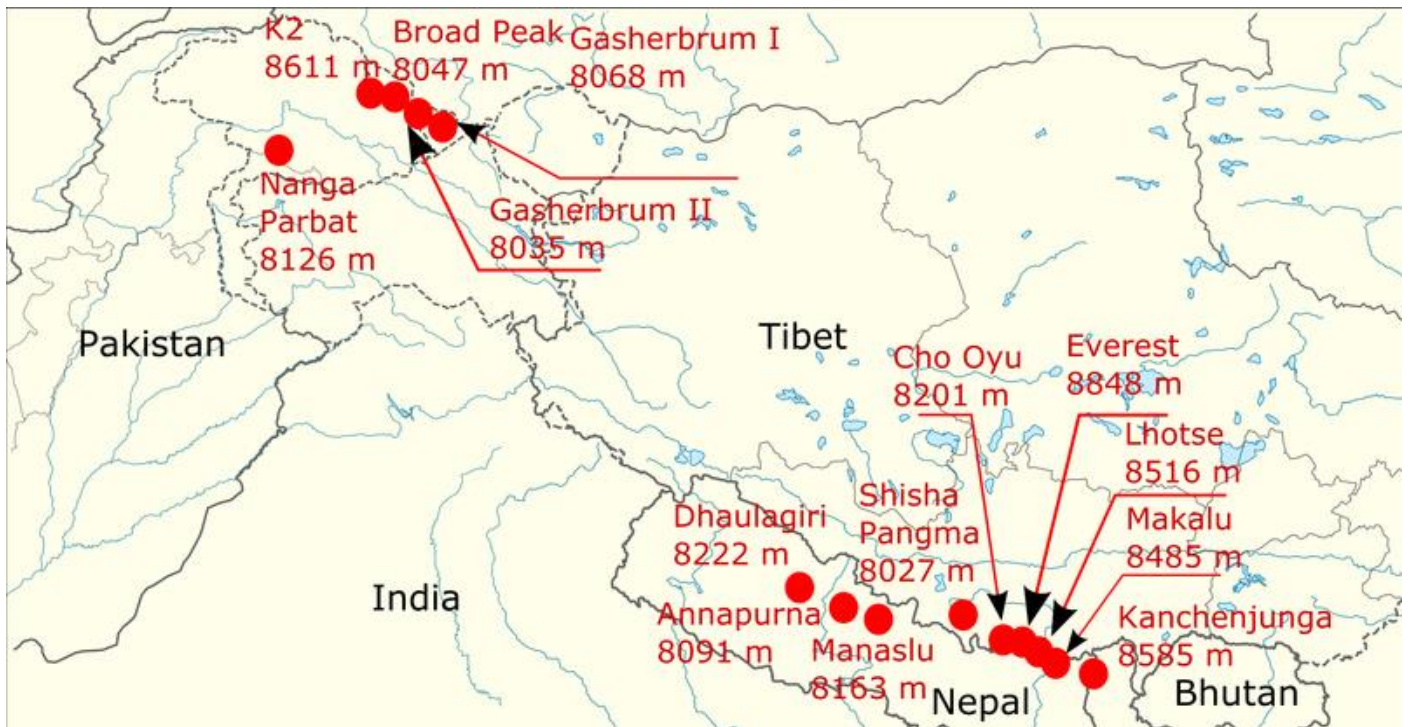 K2
8611 m
Broad Peak
8047 m
Gasherbrum I
8068 m
Nanga
Parbat
8126 m
Gasherbrum II
8035 m
Pakistan
Tibet
Cho Oyu
8201 m
Everest
8848 m
Lhotse
8516 m
Makalu
8485 m
Kanchenjunga
8585 m
Shisha
Pangma
8027 m
Dhaulagiri
8222 m
Annapurna
8091 m
Manaslu
8163 m
India
Nepal
Bhutan